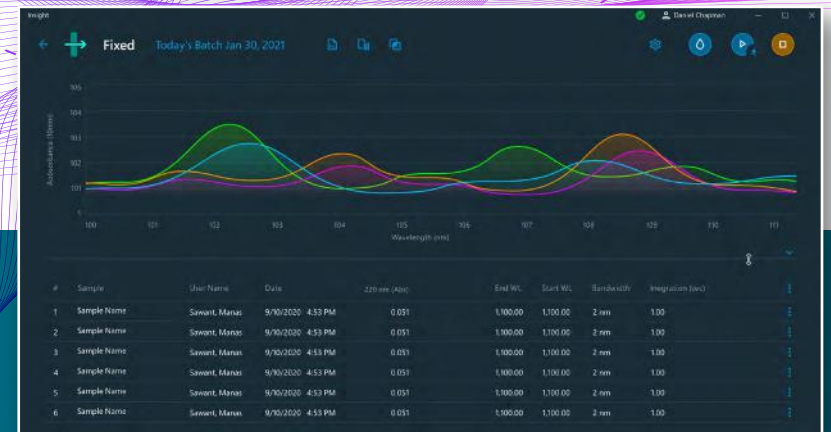 Insight
Daniel Chapman
Fixed Today's Batch Jan 30, 2021
105
104
103
102
101
1
100 101 102 103 104 105 106 107 108 109 110 111
Wavelength (nm)
# Sample User Name Date 220 nm (Abs) End WL Start WL Bandwidth Integration (sec)
1 Sample Name Sawant, Manas 9/10/2020 4:53 PM 0.051 1,100.00 1,100.00 2 nm 1.00
2 Sample Name Sawant, Manas 9/10/2020 4:53 PM 0.051 1,100.00 1,100.00 2 nm 1.00
3 Sample Name Sawant, Manas 9/10/2020 4:53 PM 0.051 1,100.00 1,100.00 2 nm 1.00
4 Sample Name Sawant, Manas 9/10/2020 4:53 PM 0.051 1,100.00 1,100.00 2 nm 1.00
5 Sample Name Sawant, Manas 9/10/2020 4:53 PM 0.051 1,100.00 1,100.00 2 nm 1.00
6 Sample Name Sawant, Manas 9/10/2020 4:53 PM 0.051 1,100.00 1,100.00 2 nm 1.00